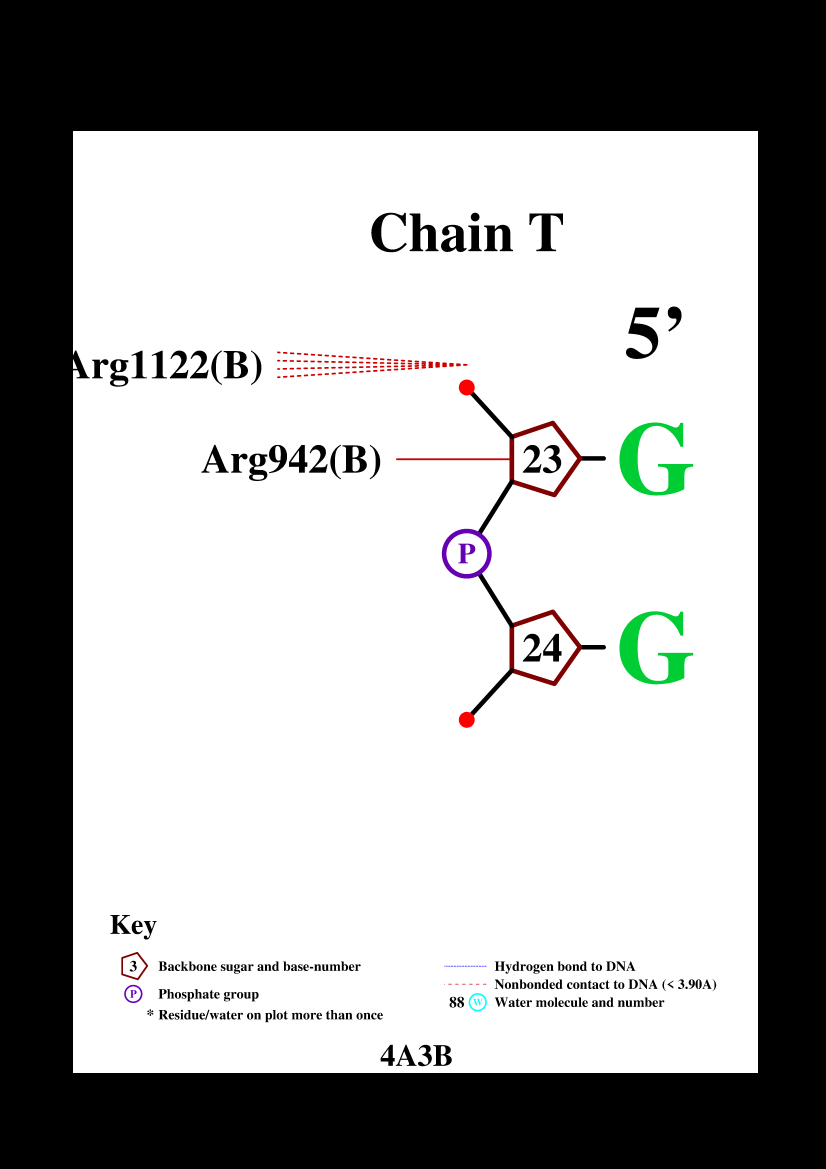 Chain T
5’
Arg1122(B)
Arg942(B)
23
G
P
24
G
Key
3 Backbone sugar and base-number
P Phosphate group
* Residue/water on plot more than once
Hydrogen bond to DNA
Nonbonded contact to DNA (< 3.90A)
88 W Water molecule and number
4A3B